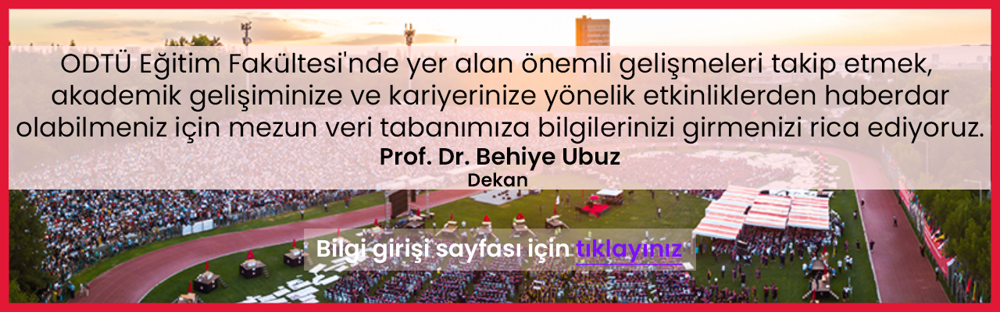 ODTÜ Eğitim Fakültesi'nde yer alan önemli gelişmeleri takip etmek,
akademik gelişiminize ve kariyerinize yönelik etkinliklerden haberdar
olabilmeniz için mezun veri tabanımıza bilgilerinizi girmenizi rica ediyoruz.
Prof. Dr. Behiye Ubuz
Dekan
Bilgi girişi sayfası için tıklayınız